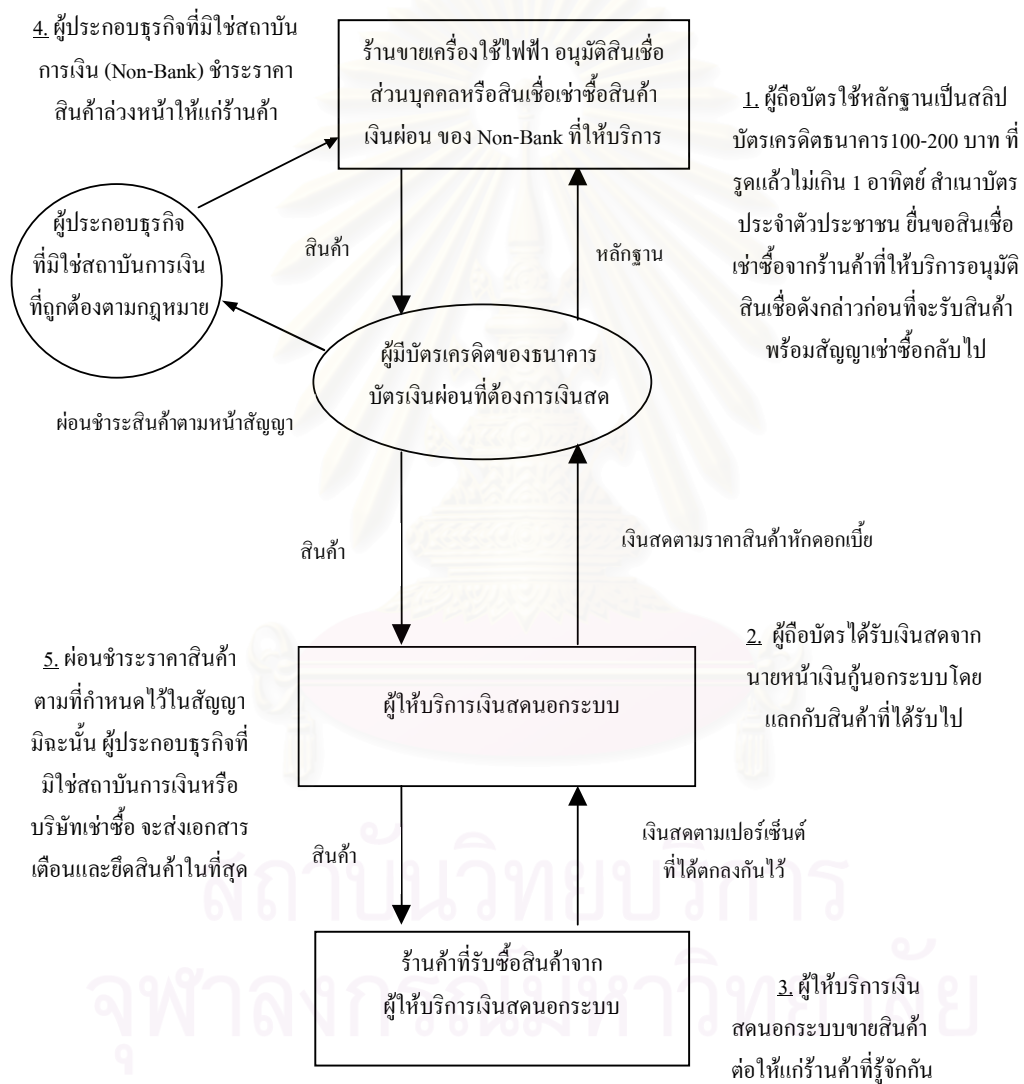 4. ผู้ประกอบธุรกิจที่มิใช่สถาบัน
การเงิน (Non-Bank) ชำระราคา
สินค้าล่วงหน้าให้แก่ร้านค้า
ร้านขายเครื่องใช้ไฟฟ้า อนุมัติสินเชื่อ
ส่วนบุคคลหรือสินเชื่อเช่าซื้อสินค้า
เงินผ่อน ของ Non-Bank ที่ให้บริการ
1. ผู้ถือบัตรใช้หลักฐานเป็นสลิป
บัตรเครดิตธนาคาร100-200 บาท ที่
รูดแล้วไม่เกิน 1 อาทิตย์ สำเนาบัตร
ประจำตัวประชาชน ยื่นขอสินเชื่อ
เช่าซื้อจากร้านค้าที่ให้บริการอนุมัติ
สินเชื่อดังกล่าวก่อนที่จะรับสินค้า
พร้อมสัญญาเช่าซื้อกลับไป
ผู้ประกอบธุรกิจ
ที่มิใช่สถาบันการเงิน
ที่ถูกต้องตามกฎหมาย
สินค้า
หลักฐาน
ผู้มีบัตรเครดิตของธนาคาร
บัตรเงินผ่อนที่ต้องการเงินสด
ผ่อนชำระสินค้าตามหน้าสัญญา
สินค้า
เงินสดตามราคาสินค้าหักดอกเบี้ย
5. ผ่อนชำระราคาสินค้า
ตามที่กำหนดไว้ในสัญญา
มิฉะนั้น ผู้ประกอบธุรกิจที่
มิใช่สถาบันการเงินหรือ
บริษัทเช่าซื้อ จะส่งเอกสาร
เตือนและยึดสินค้าในที่สุด
ผู้ให้บริการเงินสดนอกระบบ
2. ผู้ถือบัตรได้รับเงินสดจาก
นายหน้าเงินกู้นอกระบบโดย
แลกกับสินค้าที่ได้รับไป
สินค้า
เงินสดตามเปอร์เซ็นต์
ที่ได้ตกลงกันไว้
ร้านค้าที่รับซื้อสินค้าจาก
ผู้ให้บริการเงินสดนอกระบบ
3. ผู้ให้บริการเงิน
สดนอกระบบขายสินค้า
ต่อให้แก่ร้านค้าที่รู้จักกัน
สถาบันวิทยบริการ
จุฬาลงกรณ์มหาวิทยาลัย